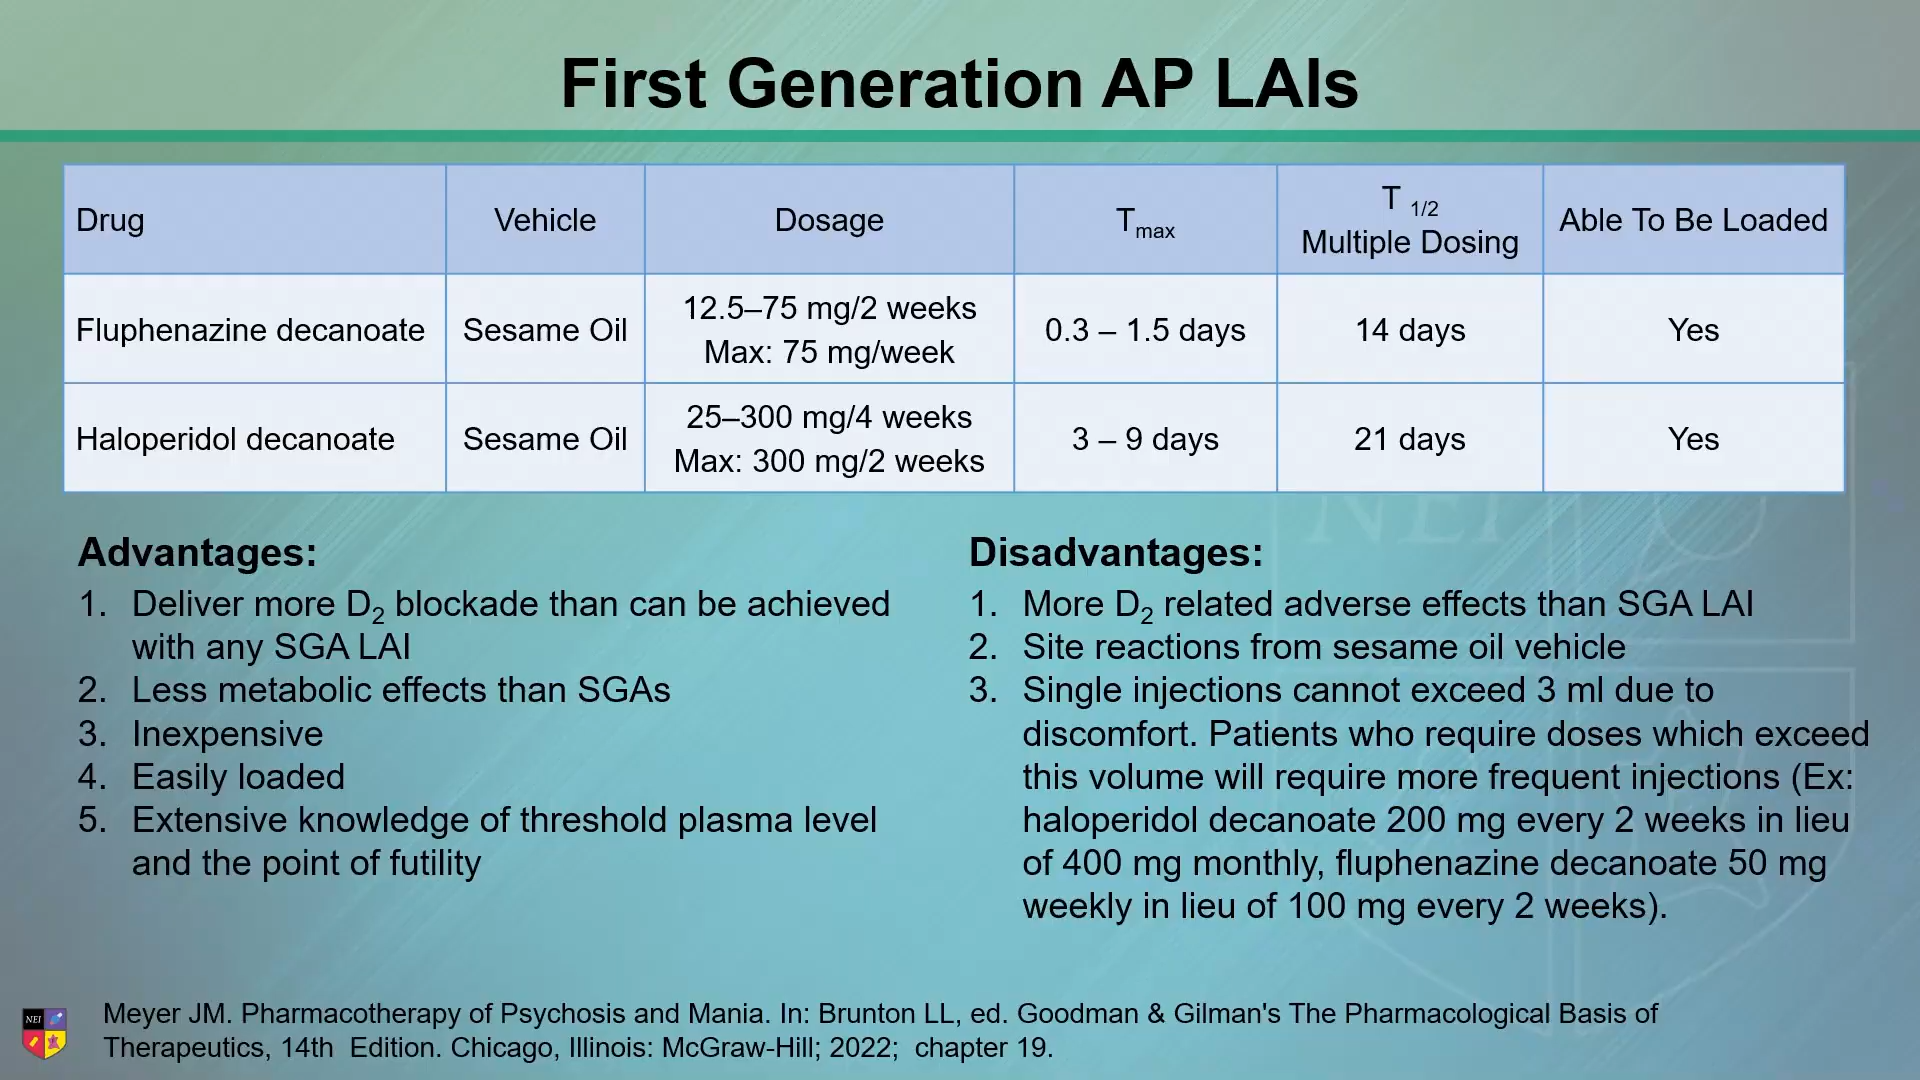 First Generation AP LAIs
Drug
Vehicle
Dosage
Tmax
T 1/2
Multiple Dosing
Able To Be Loaded
Fluphenazine decanoate
Sesame Oil
12.5–75 mg/2 weeks
Max: 75 mg/week
0.3 – 1.5 days
14 days
Yes
Haloperidol decanoate
Sesame Oil
25–300 mg/4 weeks
Max: 300 mg/2 weeks
3 – 9 days
21 days
Yes
Advantages:
1. Deliver more D2 blockade than can be achieved
with any SGA LAI
2. Less metabolic effects than SGAs
3. Inexpensive
4. Easily loaded
5. Extensive knowledge of threshold plasma level
and the point of futility
Disadvantages:
1. More D2 related adverse effects than SGA LAI
2. Site reactions from sesame oil vehicle
3. Single injections cannot exceed 3 ml due to
discomfort. Patients who require doses which exceed
this volume will require more frequent injections (Ex:
haloperidol decanoate 200 mg every 2 weeks in lieu
of 400 mg monthly, fluphenazine decanoate 50 mg
weekly in lieu of 100 mg every 2 weeks).
NEI
NEI
Meyer JM. Pharmacotherapy of Psychosis and Mania. In: Brunton LL, ed. Goodman & Gilman's The Pharmacological Basis of
Therapeutics, 14th  Edition. Chicago, Illinois: McGraw-Hill; 2022;  chapter 19.